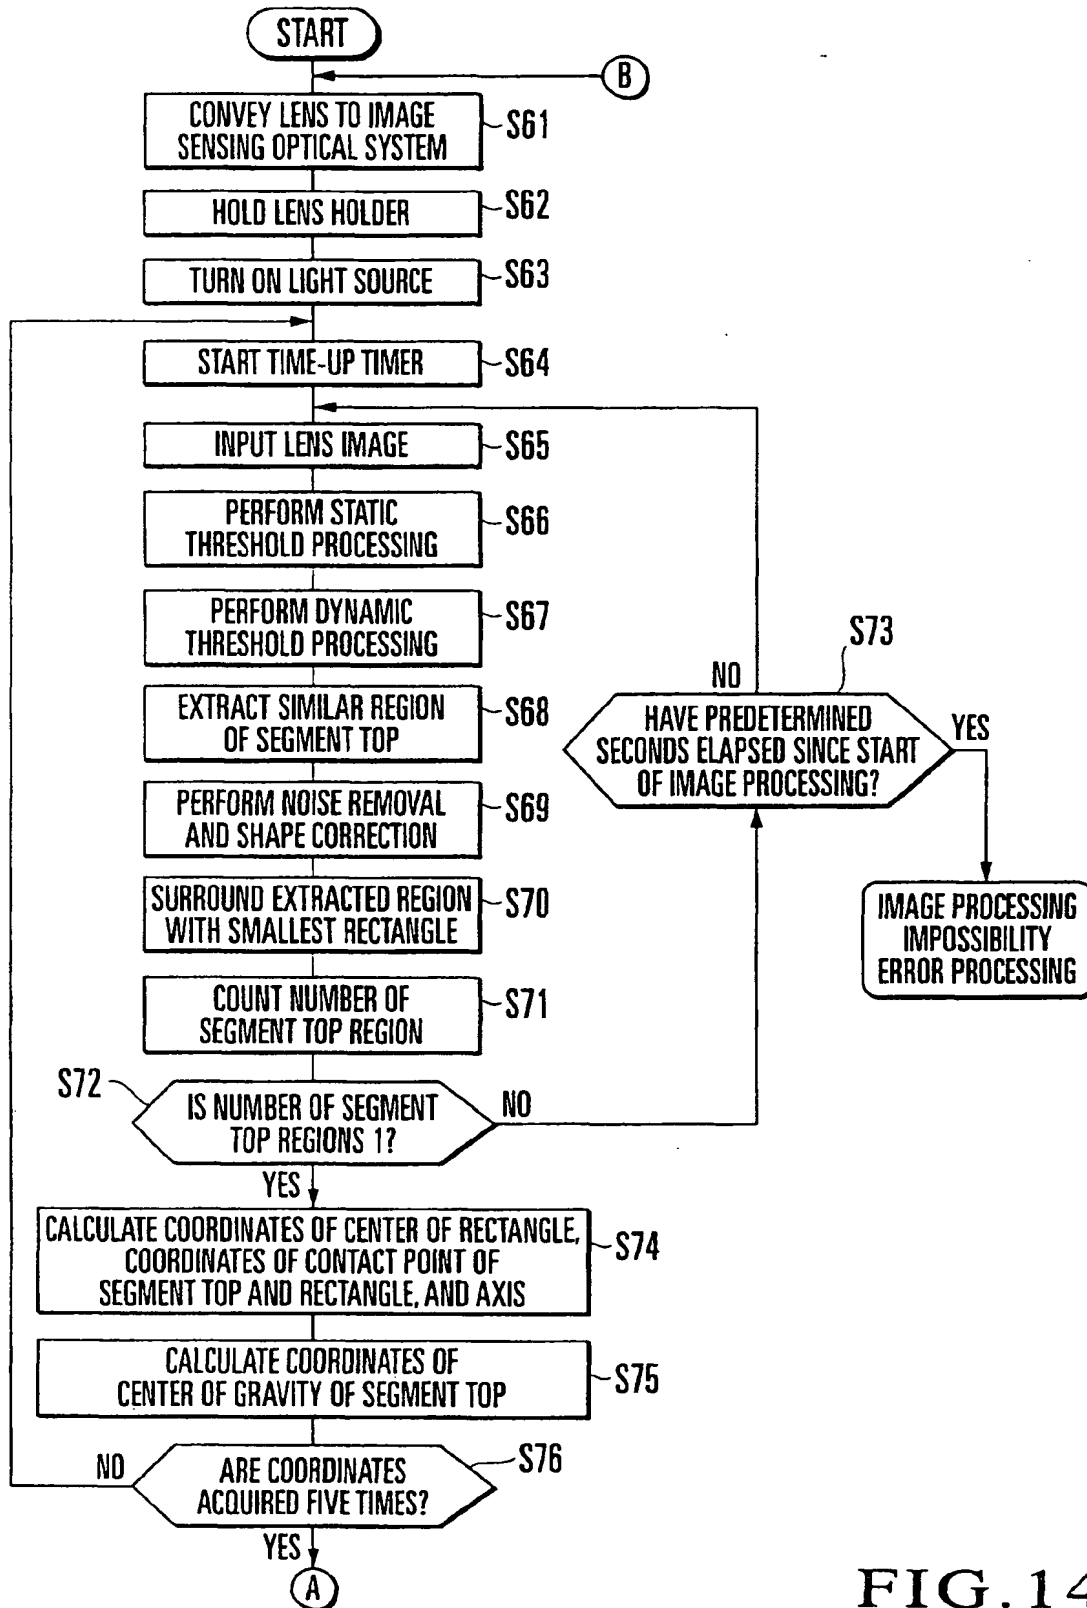 START
B
CONVEY LENS TO IMAGE
SENSING OPTICAL SYSTEM
S61
HOLD LENS HOLDER
S62
TURN ON LIGHT SOURCE
S63
START TIME-UP TIMER
S64
INPUT LENS IMAGE
S65
PERFORM STATIC
THRESHOLD PROCESSING
S66
PERFORM DYNAMIC
THRESHOLD PROCESSING
S67
EXTRACT SIMILAR REGION
OF SEGMENT TOP
S68
PERFORM NOISE REMOVAL
AND SHAPE CORRECTION
S69
SURROUND EXTRACTED REGION
WITH SMALLEST RECTANGLE
S70
COUNT NUMBER OF
SEGMENT TOP REGION
S71
S72
IS NUMBER OF SEGMENT
TOP REGIONS 1?
NO
YES
S73
NO
HAVE PREDETERMINED
SECONDS ELAPSED SINCE START
OF IMAGE PROCESSING?
YES
IMAGE PROCESSING
IMPOSSIBILITY
ERROR PROCESSING
CALCULATE COORDINATES OF CENTER OF RECTANGLE,
COORDINATES OF CONTACT POINT OF
SEGMENT TOP AND RECTANGLE, AND AXIS
S74
CALCULATE COORDINATES OF
CENTER OF GRAVITY OF SEGMENT TOP
S75
NO
ARE COORDINATES
ACQUIRED FIVE TIMES?
S76
YES
A
FIG.14